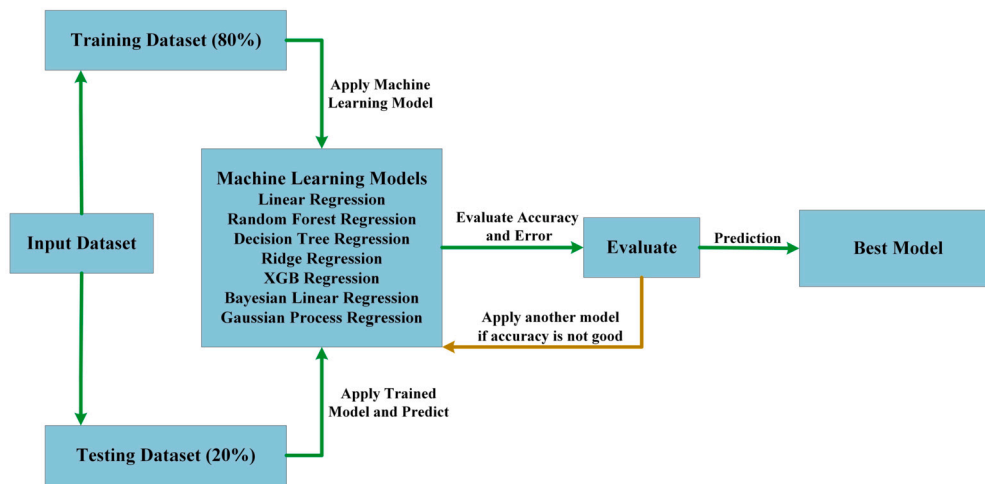 Training Dataset (80%)
Apply Machine
Learning Model
Machine Learning Models
Linear Regression
Random Forest Regression
Decision Tree Regression
Ridge Regression
XGB Regression
Bayesian Linear Regression
Gaussian Process Regression
Input Dataset
Evaluate Accuracy
and Error
Evaluate
Prediction
Best Model
Apply another model
if accuracy is not good
Apply Trained
Model and Predict
Testing Dataset (20%)